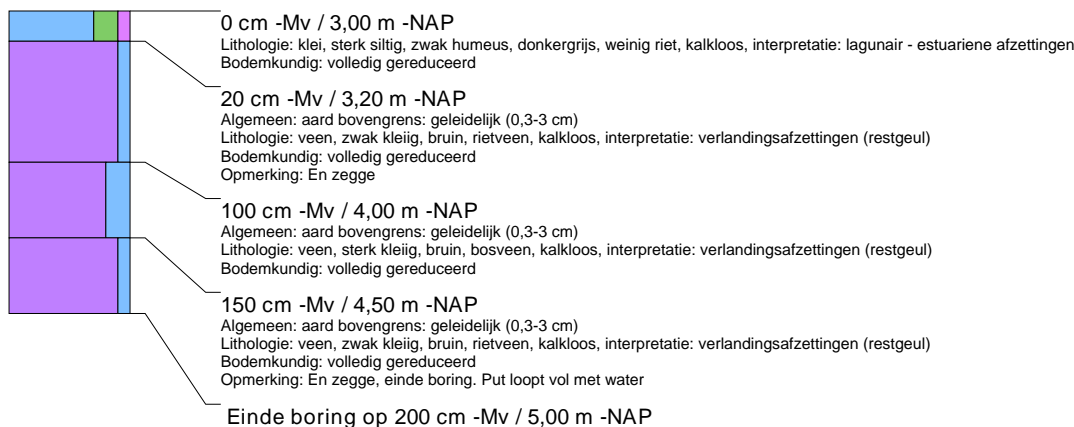 0 cm -Mv / 3,00 m -NAP
Lithologie: klei, sterk siltig, zwak humeus, donkergrijs, weinig riet, kalkloos, interpretatie: lagunair - estuariene afzettingen
Bodemkundig: volledig gereduceerd
20 cm -Mv / 3,20 m -NAP
Algemeen: aard bovengrens: geleidelijk (0,3-3 cm)
Lithologie: veen, zwak kleiig, bruin, rietveen, kalkloos, interpretatie: verlandingsafzettingen (restgeul)
Bodemkundig: volledig gereduceerd
Opmerking: En zegge
100 cm -Mv / 4,00 m -NAP
Algemeen: aard bovengrens: geleidelijk (0,3-3 cm)
Lithologie: veen, sterk kleiig, bruin, bosveen, kalkloos, interpretatie: verlandingsafzettingen (restgeul)
Bodemkundig: volledig gereduceerd
150 cm -Mv / 4,50 m -NAP
Algemeen: aard bovengrens: geleidelijk (0,3-3 cm)
Lithologie: veen, zwak kleiig, bruin, rietveen, kalkloos, interpretatie: verlandingsafzettingen (restgeul)
Bodemkundig: volledig gereduceerd
Opmerking: En zegge, einde boring. Put loopt vol met water
Einde boring op 200 cm -Mv / 5,00 m -NAP